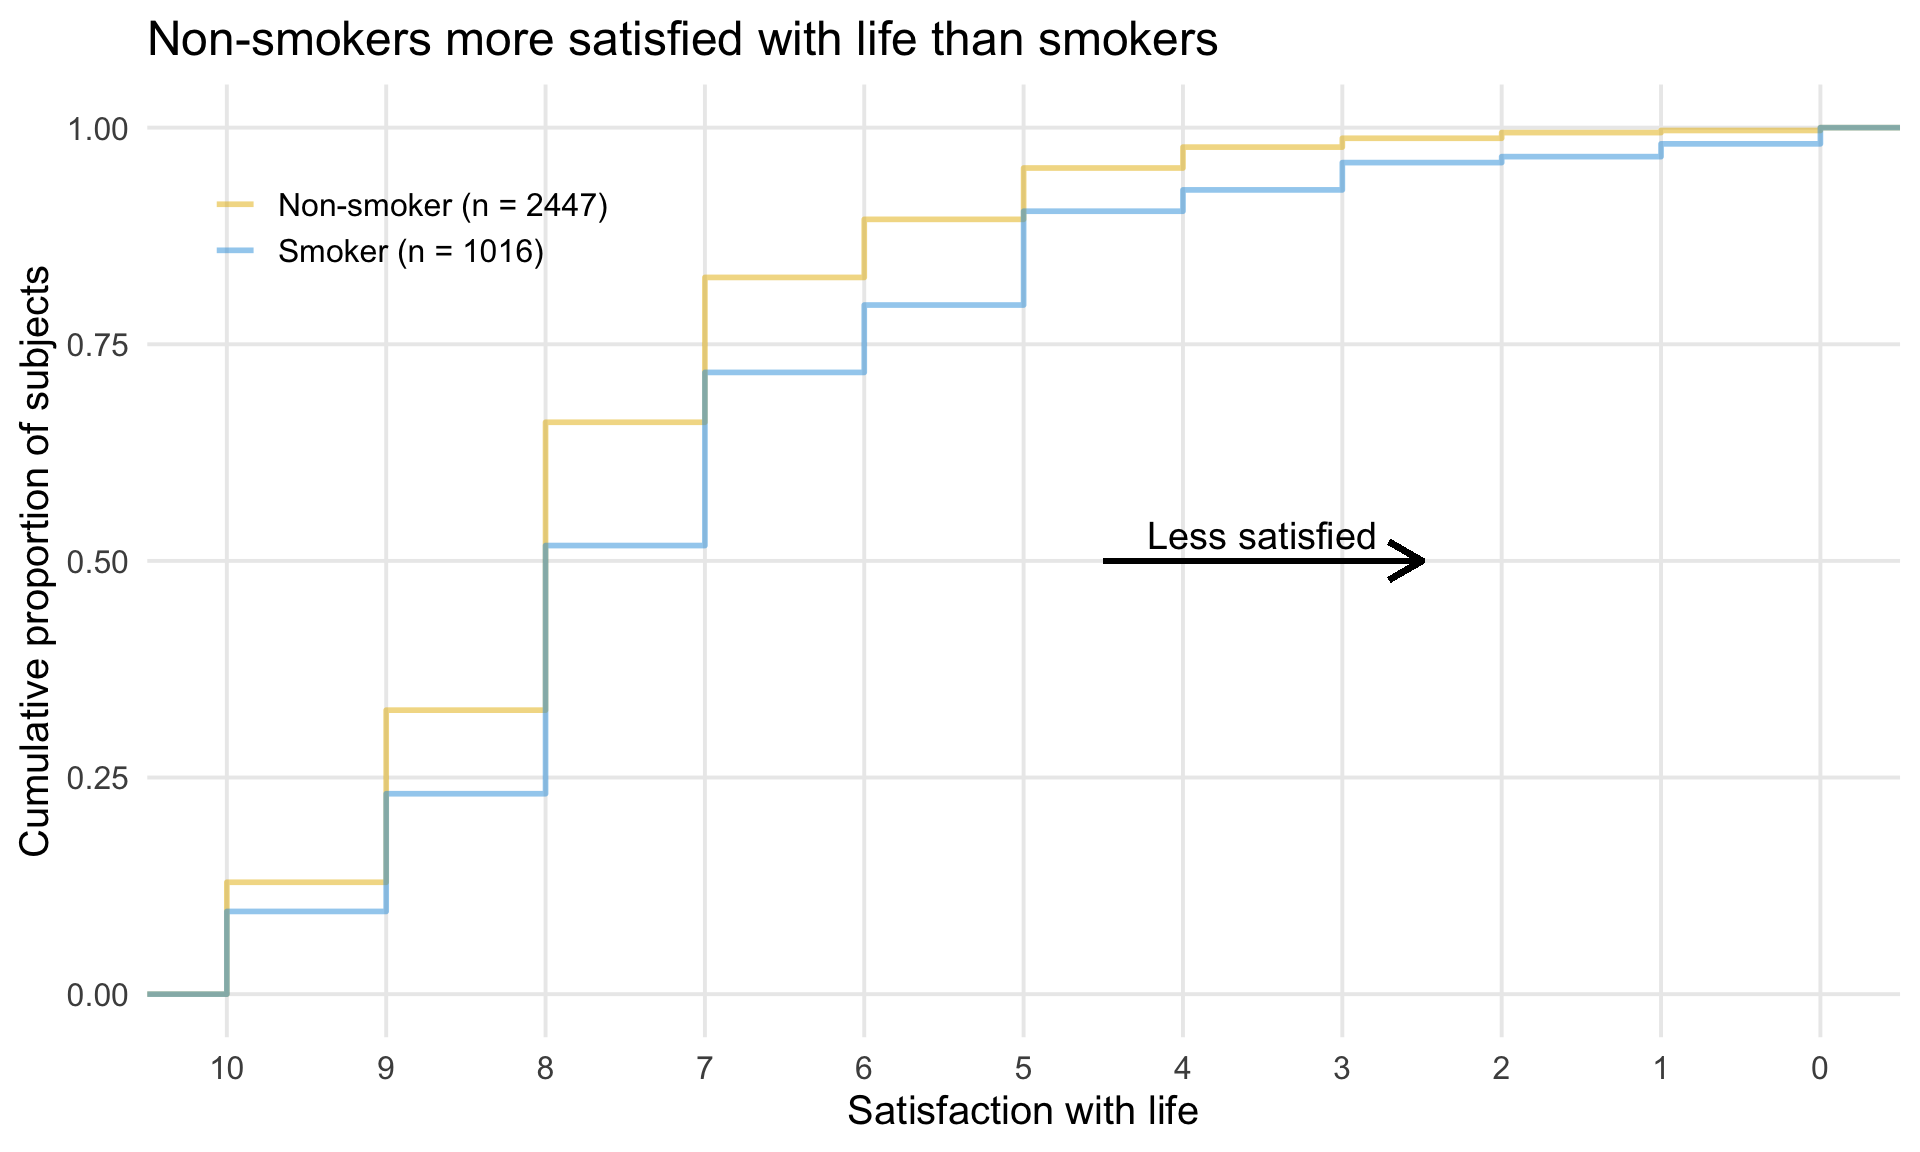 Non-smokers more satisfied with life than smokers
Cumulative proportion of subjects
1.00
0.75
0.50
0.25
0.00
Non-smoker (n = 2447)
Smoker (n = 1016)
Less satisfied
10 9 8 7 6 5 4 3 2 1 0
Satisfaction with life